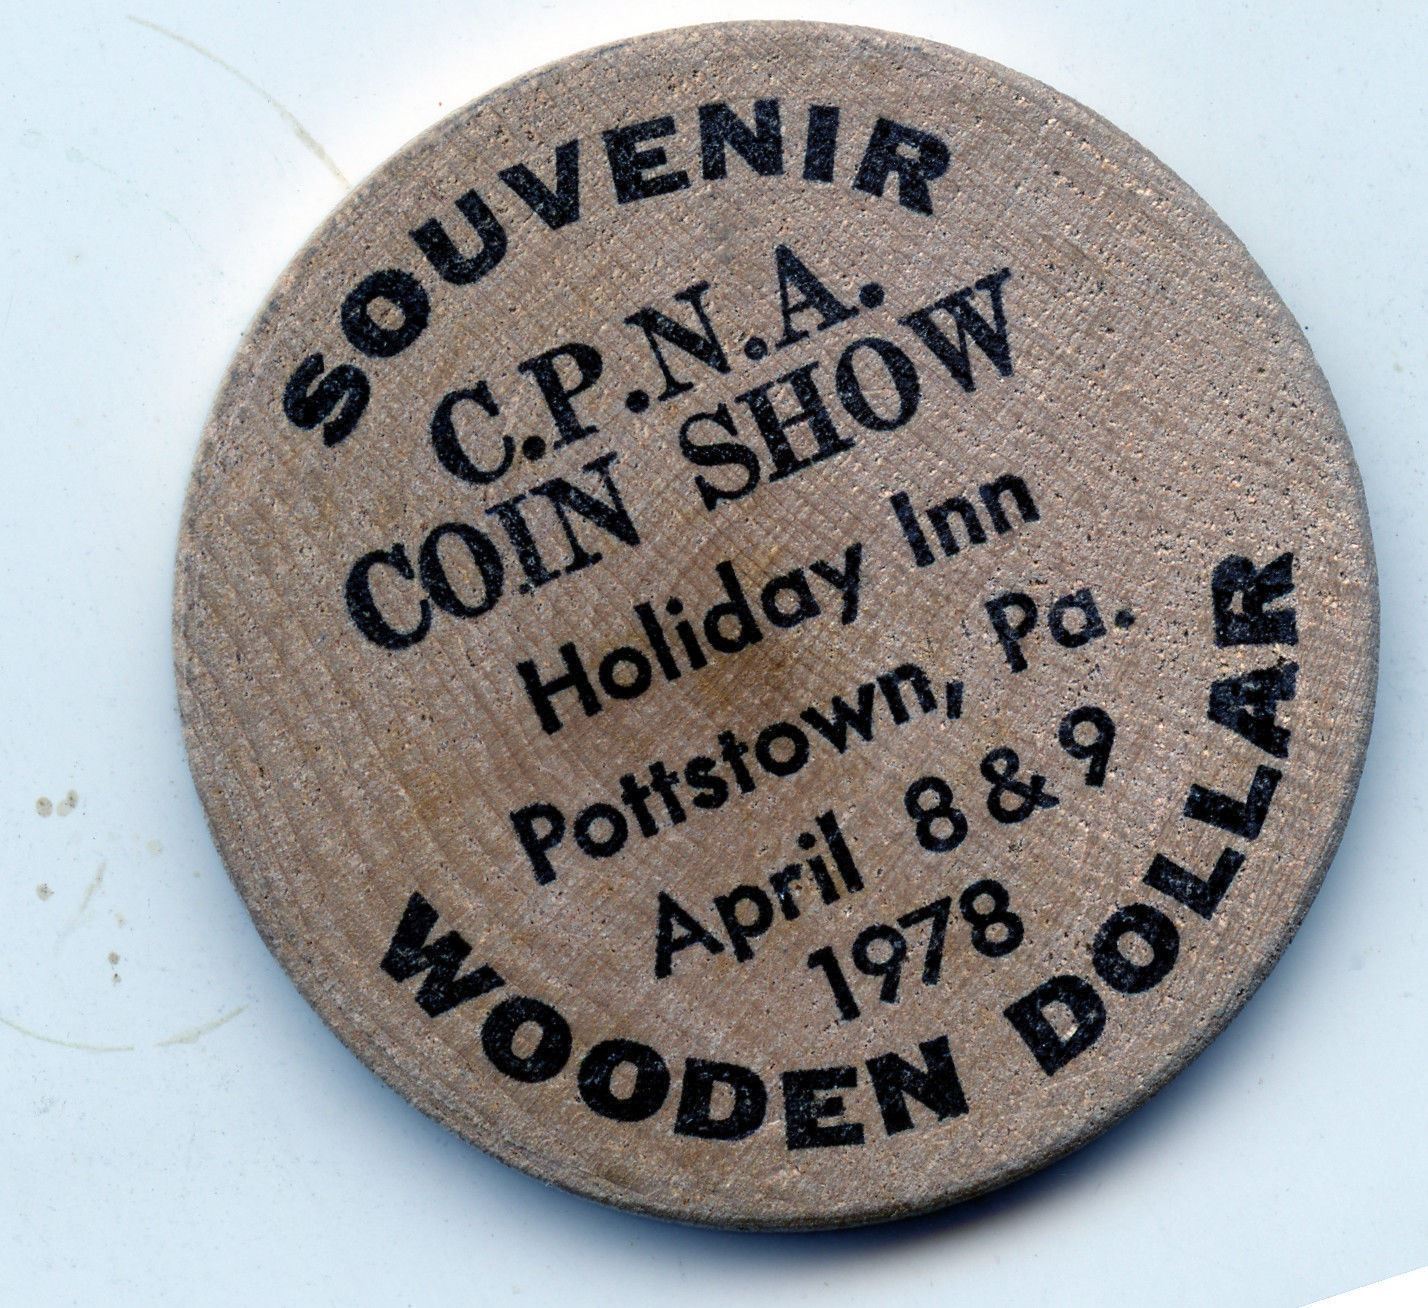 SOUVENIR
C.P.N.A.
COIN SHOW
Holiday Inn
Pottstown, Pa.
April 8 & 9
1978
WOODEN DOLLAR